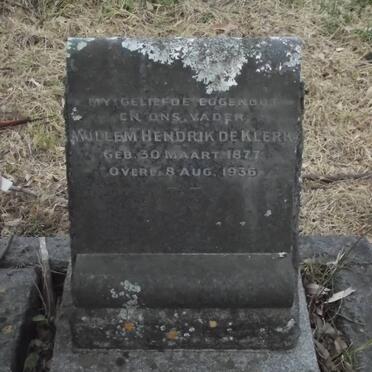 MY GELIEFDE EGGENOOT
EN ONS VADER
WILLEM HENDRIK DE KLERK
GEB. 30 MAART 1877
OVERL. 8 AUG. 1936